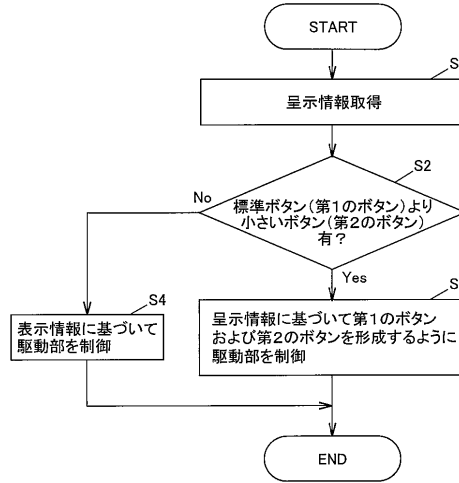 START
S
呈示情報取得
S2
標準ボタン(第1のボタン)より
小さいボタン(第2のボタン)
有?
No
Yes
S4
S
表示情報に基づいて
駆動部を制御
呈示情報に基づいて第1のボタン
および第2のボタンを形成するように
駆動部を制御
END